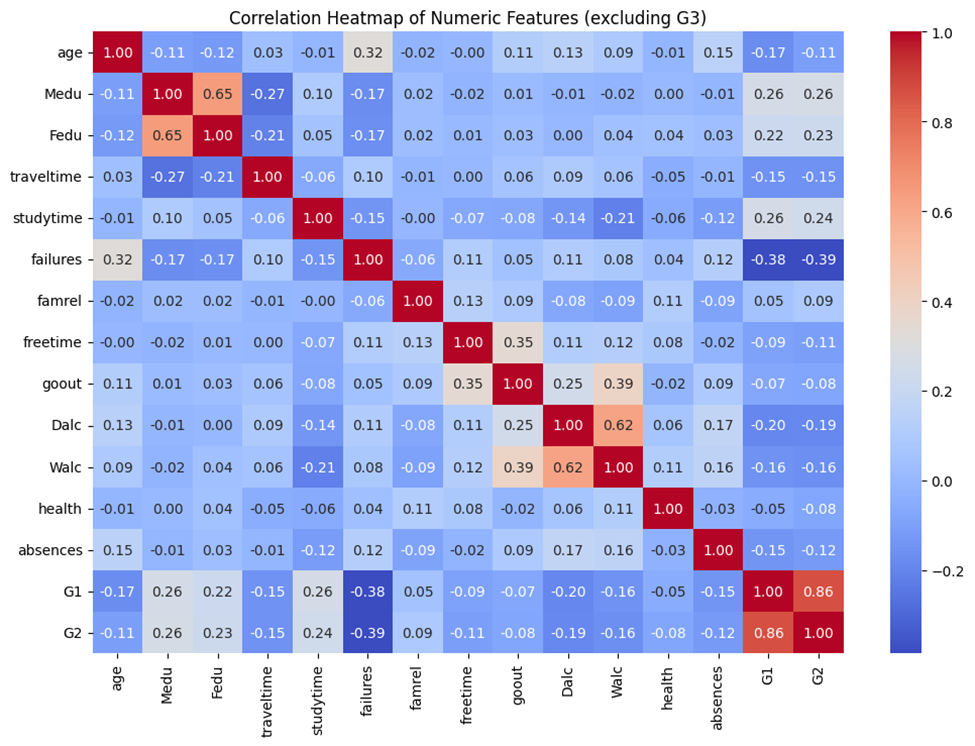 Correlation Heatmap of Numeric Features (excluding G3)
age 1.00 -0.11 -0.12 0.03 -0.01 0.32 -0.02 -0.00 0.11 0.13 0.09 -0.01 0.15 -0.17 -0.11
Medu -0.11 1.00 0.65 -0.27 0.10 -0.17 0.02 -0.02 0.01 -0.01 -0.02 0.00 -0.01 0.26 0.26
Fedu -0.12 0.65 1.00 -0.21 0.05 -0.17 0.02 0.01 0.03 0.00 0.04 0.04 0.03 0.22 0.23
traveltime 0.03 -0.27 -0.21 1.00 -0.06 0.10 -0.01 0.00 0.06 0.09 0.06 -0.05 -0.01 -0.15 -0.15
studytime -0.01 0.10 0.05 -0.06 1.00 -0.15 -0.00 -0.07 -0.08 -0.14 -0.21 -0.06 -0.12 0.26 0.24
failures 0.32 -0.17 -0.17 0.10 -0.15 1.00 -0.06 0.11 0.05 0.11 0.08 0.04 0.12 -0.38 -0.39
famrel -0.02 0.02 0.02 -0.01 -0.00 -0.06 1.00 0.13 0.09 -0.08 -0.09 0.11 -0.09 0.05 0.09
freetime -0.00 -0.02 0.01 0.00 -0.07 0.11 0.13 1.00 0.35 0.11 0.12 0.08 -0.02 -0.09 -0.11
goout 0.11 0.01 0.03 0.06 -0.08 0.05 0.09 0.35 1.00 0.25 0.39 -0.02 0.09 -0.07 -0.08
Dalc 0.13 -0.01 0.00 0.09 -0.14 0.11 -0.08 0.11 0.25 1.00 0.62 0.06 0.17 -0.20 -0.19
Walc 0.09 -0.02 0.04 0.06 -0.21 0.08 -0.09 0.12 0.39 0.62 1.00 0.11 0.16 -0.16 -0.16
health -0.01 0.00 0.04 -0.05 -0.06 0.04 0.11 0.08 -0.02 0.06 0.11 1.00 -0.03 -0.05 -0.08
absences 0.15 -0.01 0.03 -0.01 -0.12 0.12 -0.09 -0.02 0.09 0.17 0.16 -0.03 1.00 -0.15 -0.12
G1 -0.17 0.26 0.22 -0.15 0.26 -0.38 0.05 -0.09 -0.07 -0.20 -0.16 -0.05 -0.15 1.00 0.86
G2 -0.11 0.26 0.23 -0.15 0.24 -0.39 0.09 -0.11 -0.08 -0.19 -0.16 -0.08 -0.12 0.86 1.00
age Medu Fedu traveltime studytime failures famrel freetime goout Dalc Walc health absences G1 G2
1.0
0.8
0.6
0.4
0.2
0.0
−0.2